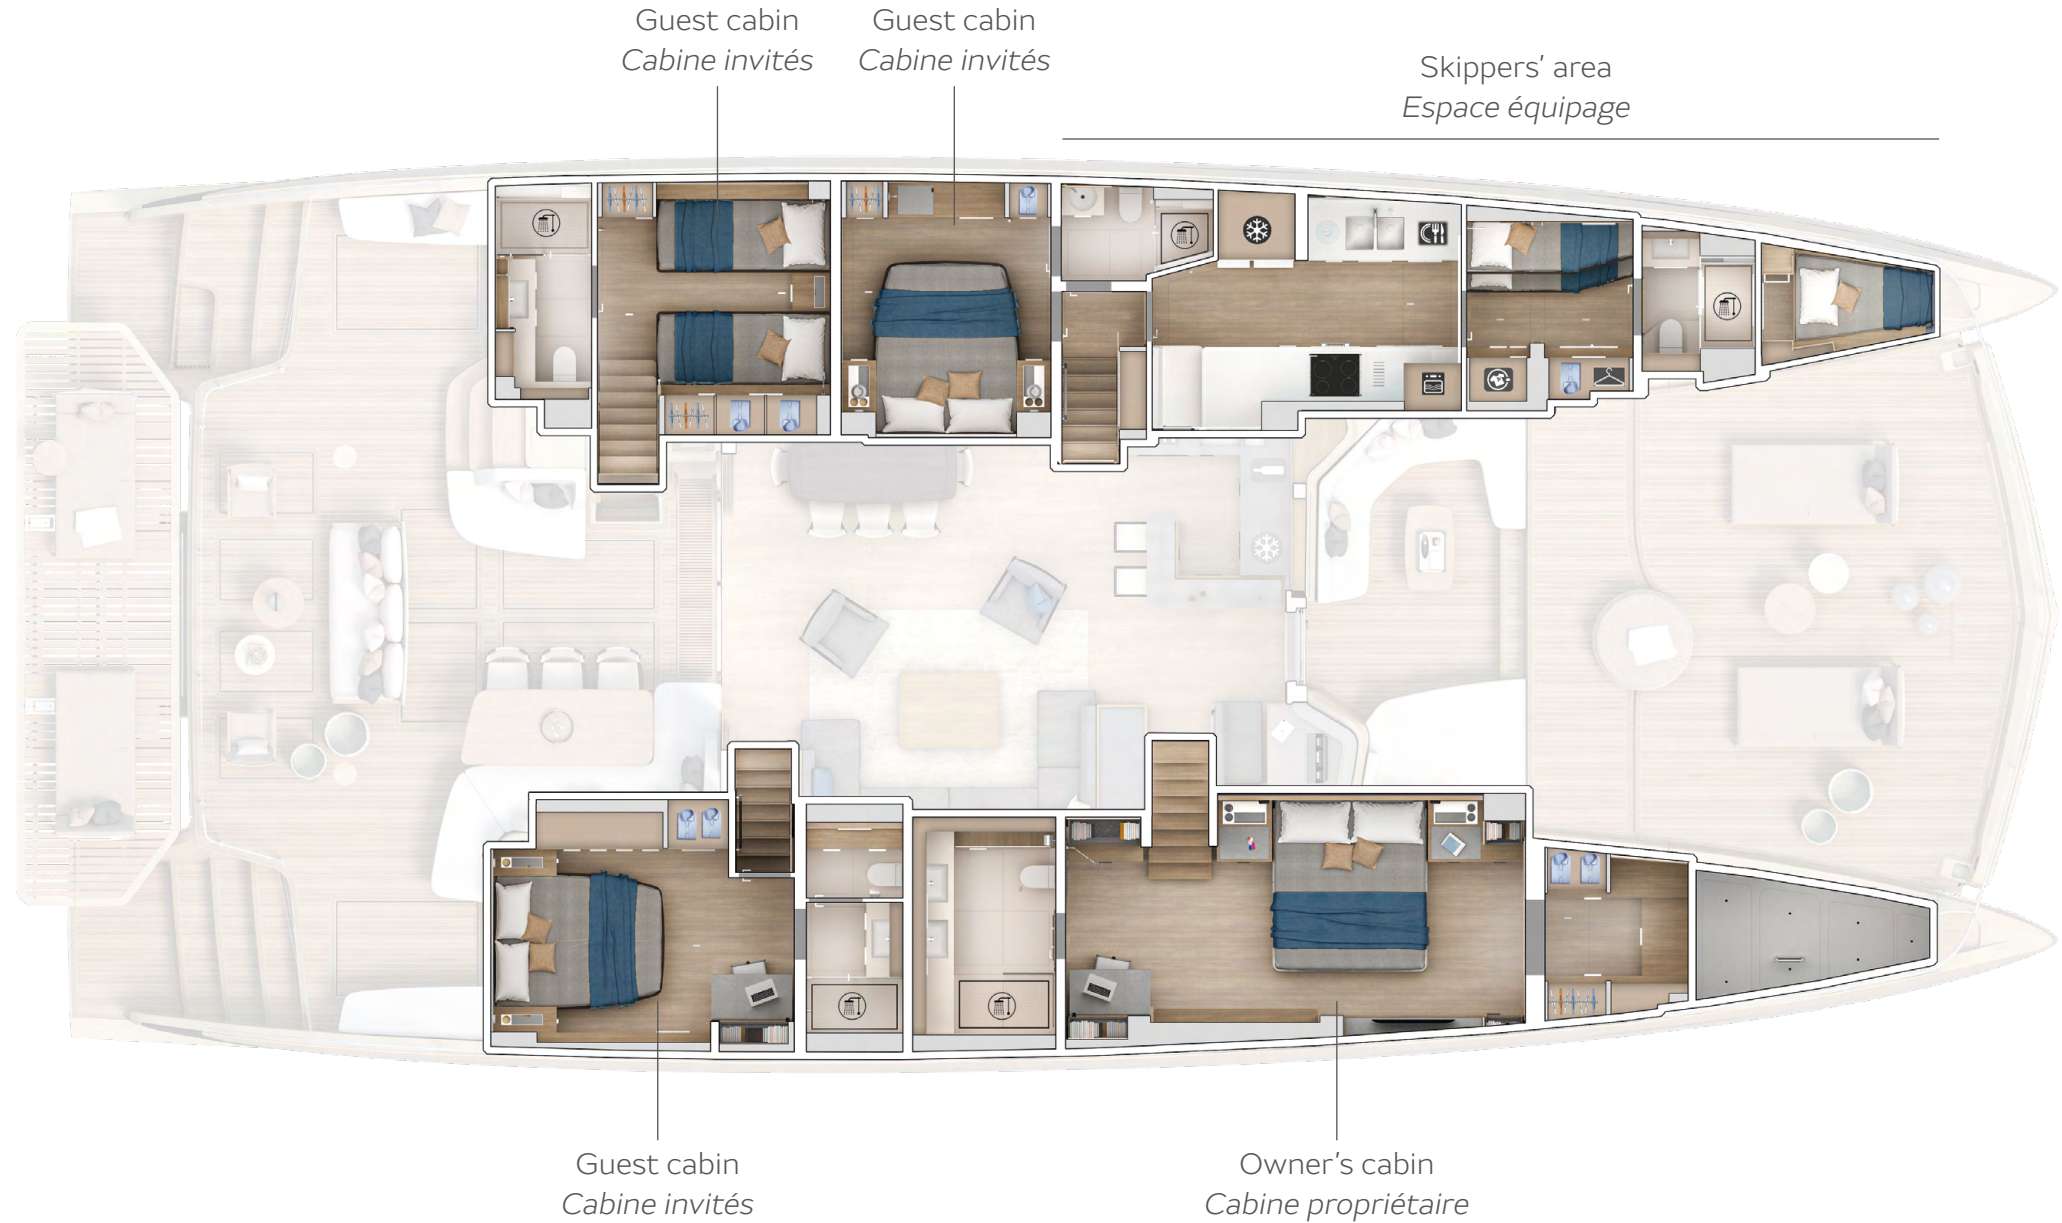 Guest cabin
Cabine invités
Guest cabin
Cabine invités
Skippers' area
Espace équipage
Guest cabin
Cabine invités
Owner's cabin
Cabine propriétaire